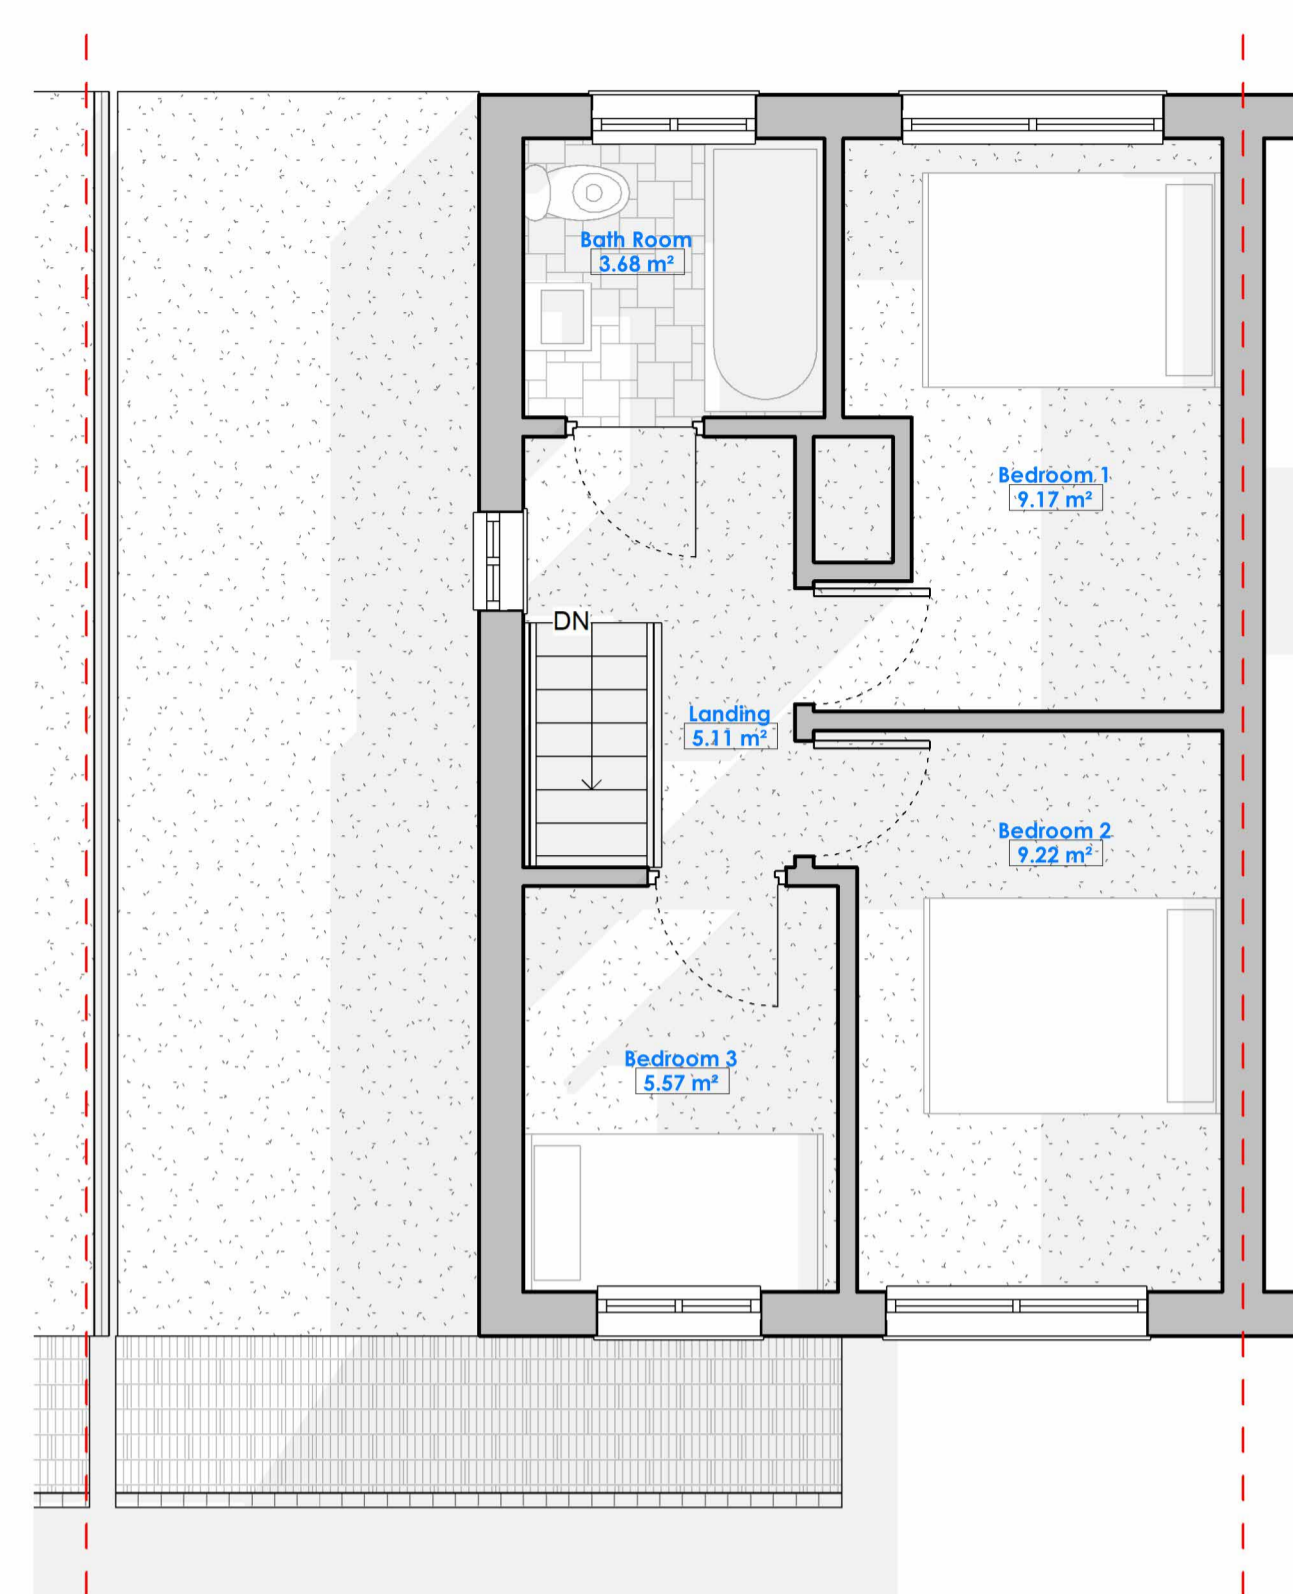 Bath Room
3.68 m²
Bedroom 1
9.17 m²
DN
Landing
5.11 m²
Bedroom 2
9.22 m²
Bedroom 3
5.57 m²